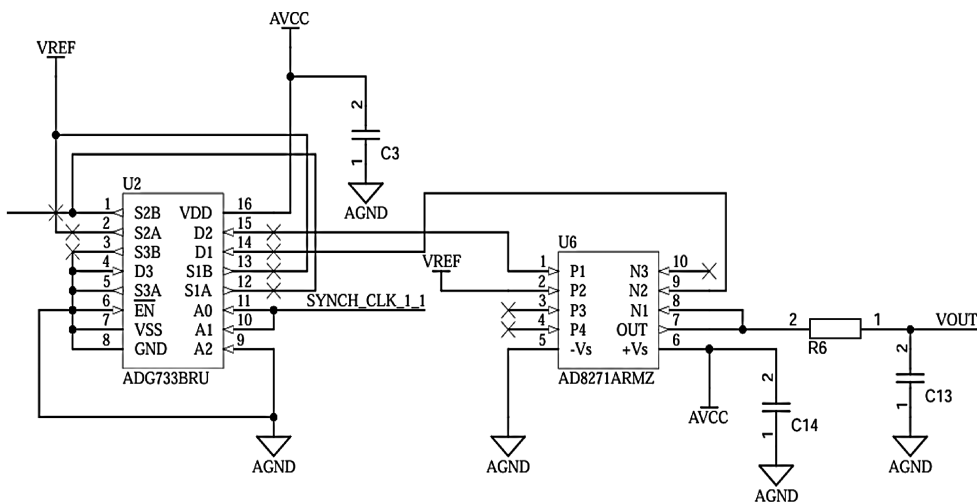 AVCC
VREF
2
1
C3
AGND
U2
1 S2B VDD 16
2 S2A D2 15
3 S3B D1 14
4 D3 S1B 13
5 S3A S1A 12
6 EN A0 11
7 VSS A1 10
8 GND A2 9
ADG733BRU
SYNCH_CLK_1_1
AGND
VREF
U6
1 P1 N3 10
2 P2 N2 9
3 P3 N1 8
4 P4 OUT 7
5 -Vs +Vs 6
AD8271ARMZ
AGND
AVCC
2
1
C14
AGND
2 1
R6
VOUT
2
1
C13
AGND